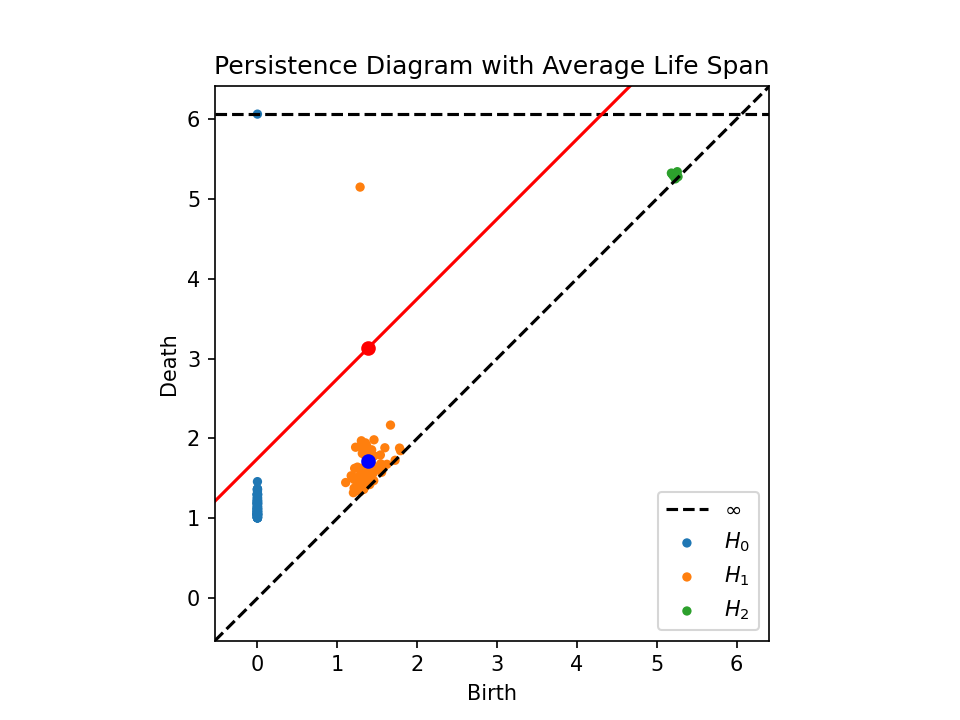 Persistence Diagram with Average Life Span
6
5
4
3
2
1
0
Death
0 1 2 3 4 5 6
Birth
∞
H₀
H₁
H₂